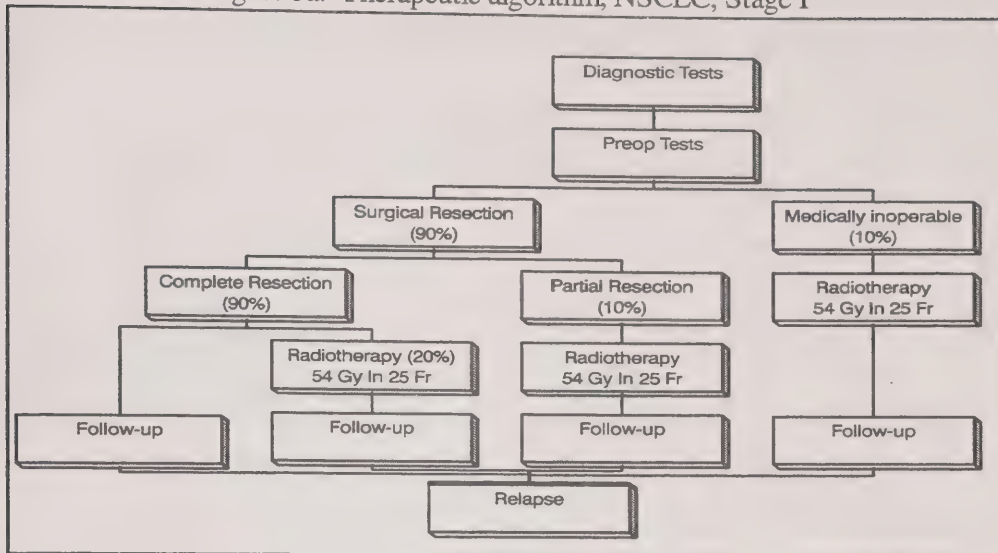 Therapeutic algorithm, NSCLC, Stage I
Diagnostic Tests
Preop Tests
Surgical Resection
(90%)
Medically inoperable
(10%)
Complete Resection
(90%)
Partial Resection
(10%)
Radiotherapy
54 Gy In 25 Fr
Radiotherapy (20%)
54 Gy In 25 Fr
Radiotherapy
54 Gy In 25 Fr
Follow-up
Follow-up
Follow-up
Follow-up
Relapse